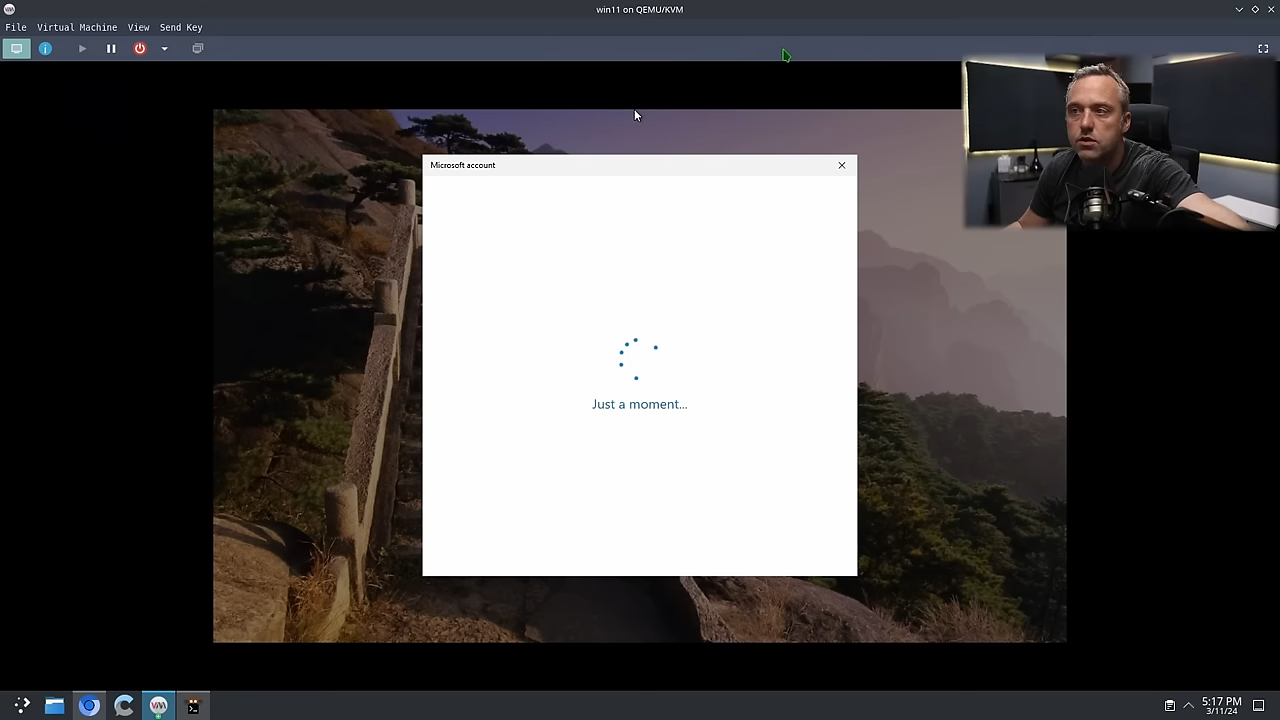 win11 on QEMU/KVM
File Virtual Machine View Send Key
Microsoft account
Just a moment...
5:17 PM
3/11/24